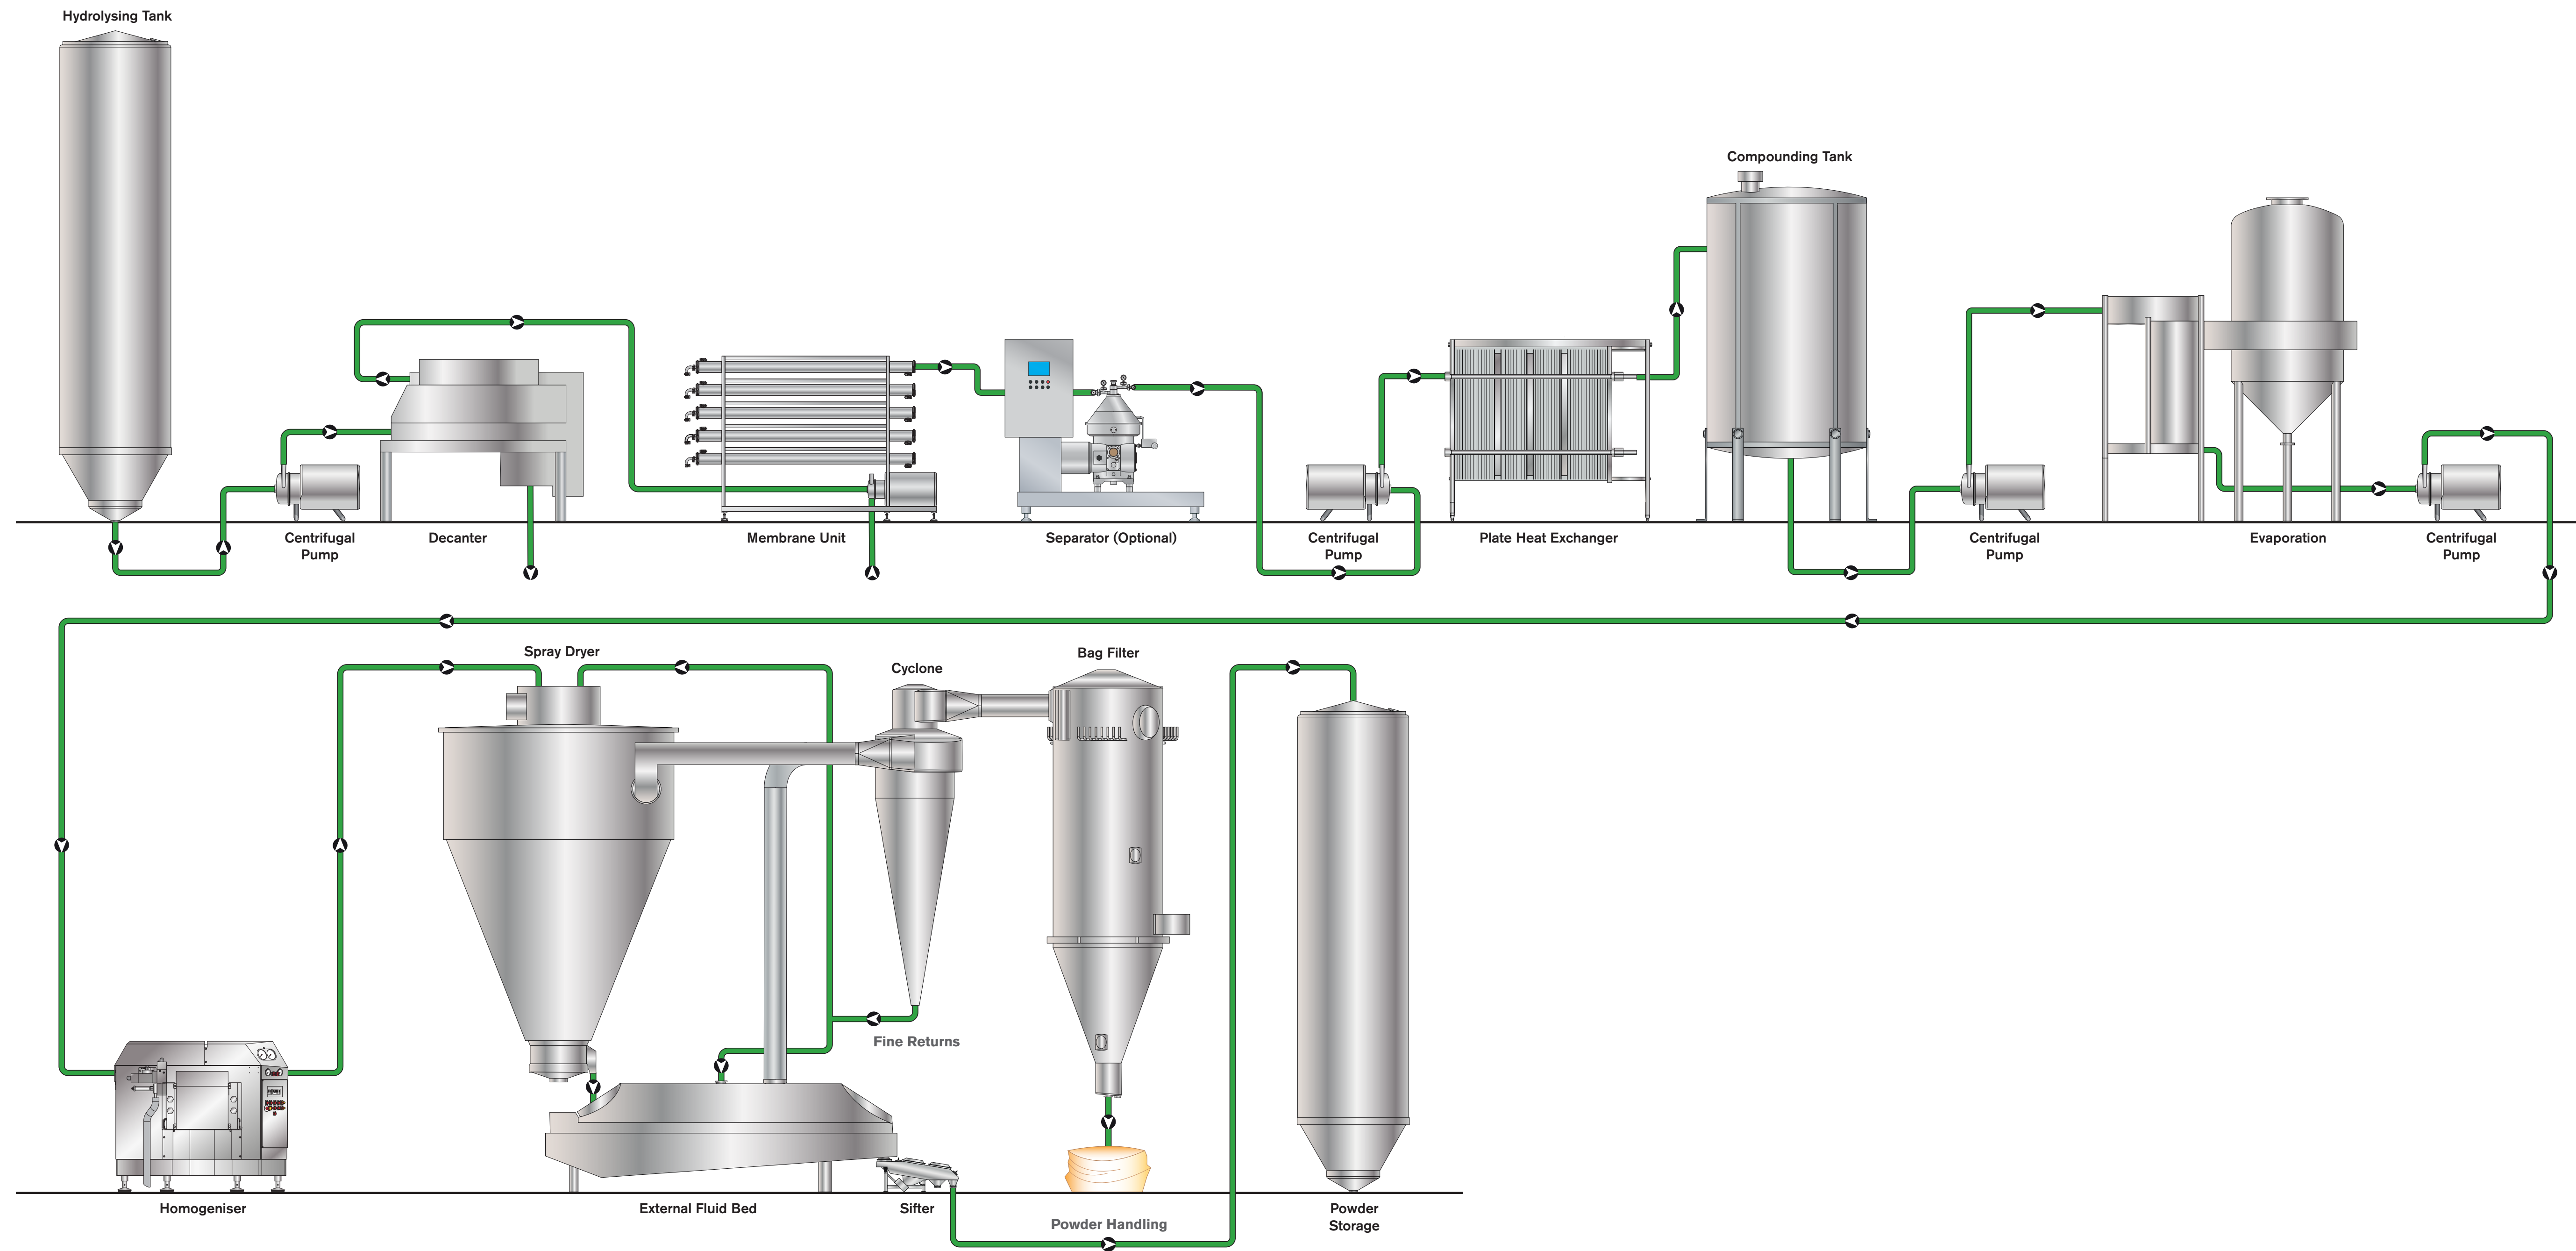 Hydrolysing Tank
Compounding Tank
Centrifugal
Pump
Decanter
Membrane Unit
Separator (Optional)
Centrifugal
Pump
Plate Heat Exchanger
Centrifugal
Pump
Evaporation
Centrifugal
Pump
Spray Dryer
Cyclone
Bag Filter
Fine Returns
Homogeniser
External Fluid Bed
Sifter
Powder Handling
Powder
Storage